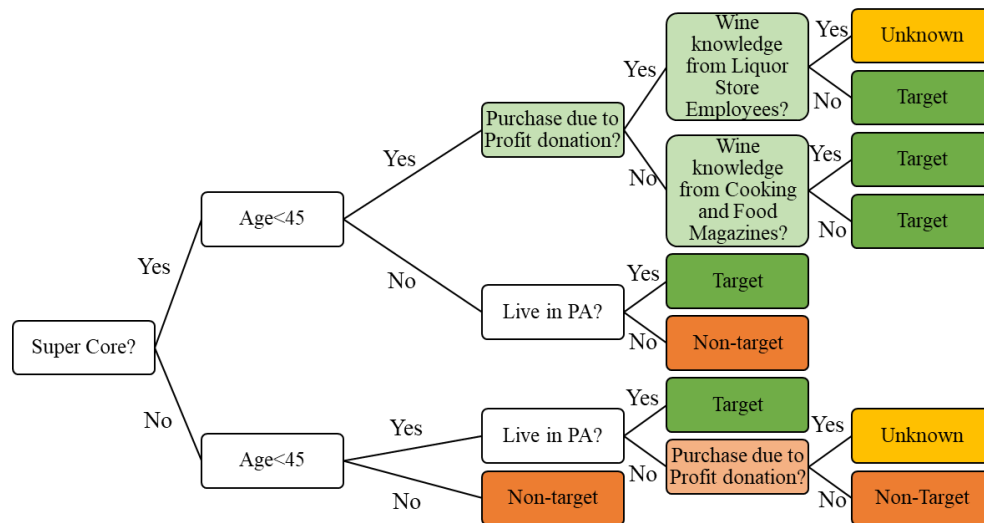 Wine
knowledge
from Liquor
Store
Employees?
Yes
Unknown
No
Target
Yes
Purchase due to
Profit donation?
Yes
No
Wine
knowledge
from Cooking
and Food
Magazines?
Yes
Target
No
Target
Age<45
Yes
No
Live in PA?
Yes
Target
No
Non-target
Super Core?
No
Age<45
Yes
No
Live in PA?
Yes
Target
No
Purchase due to
Profit donation?
Yes
Unknown
No
Non-Target
Non-target